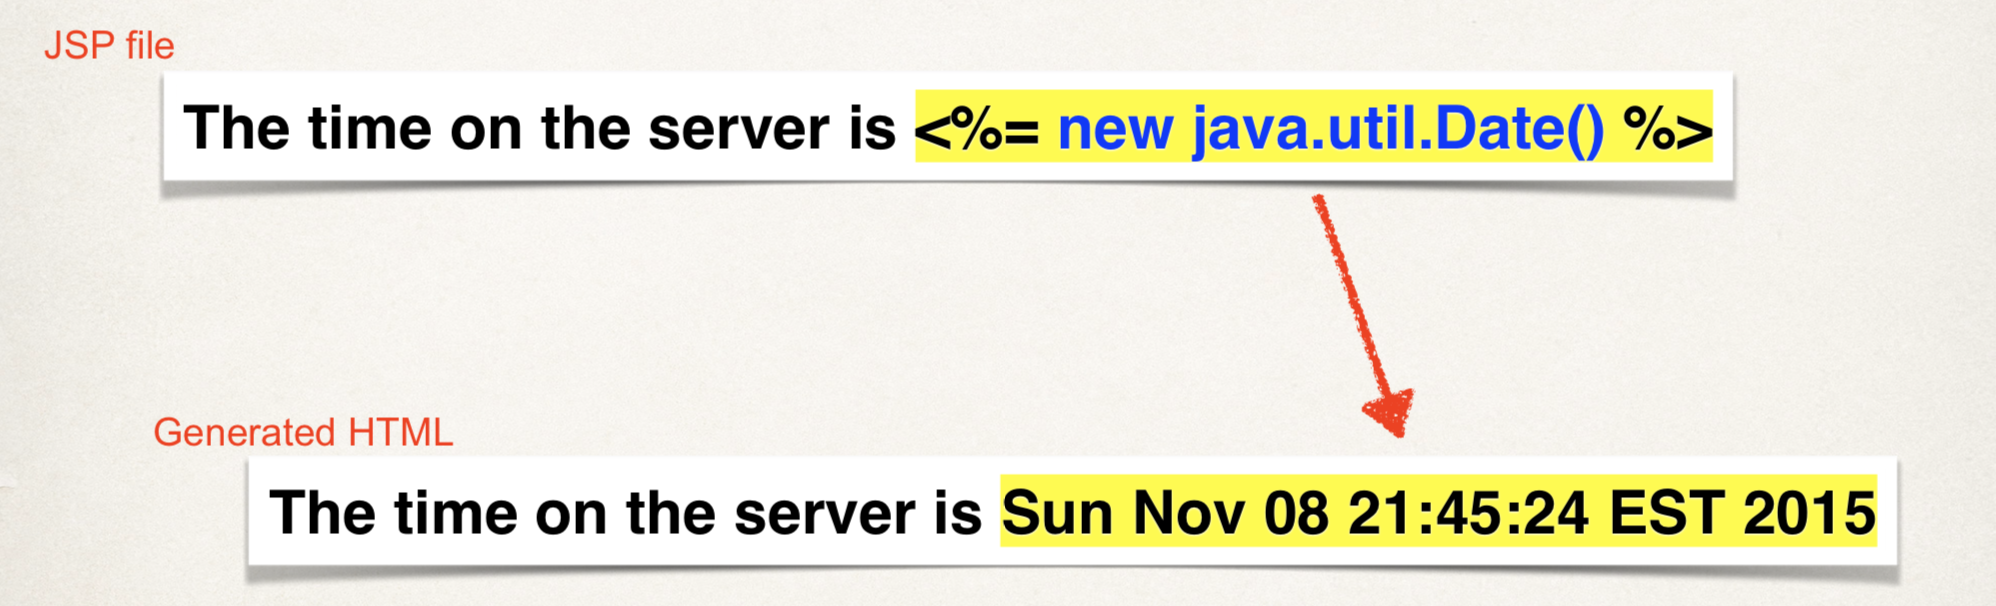 JSP file
The time on the server is <%= new java.util.Date() %>
Generated HTML
The time on the server is Sun Nov 08 21:45:24 EST 2015